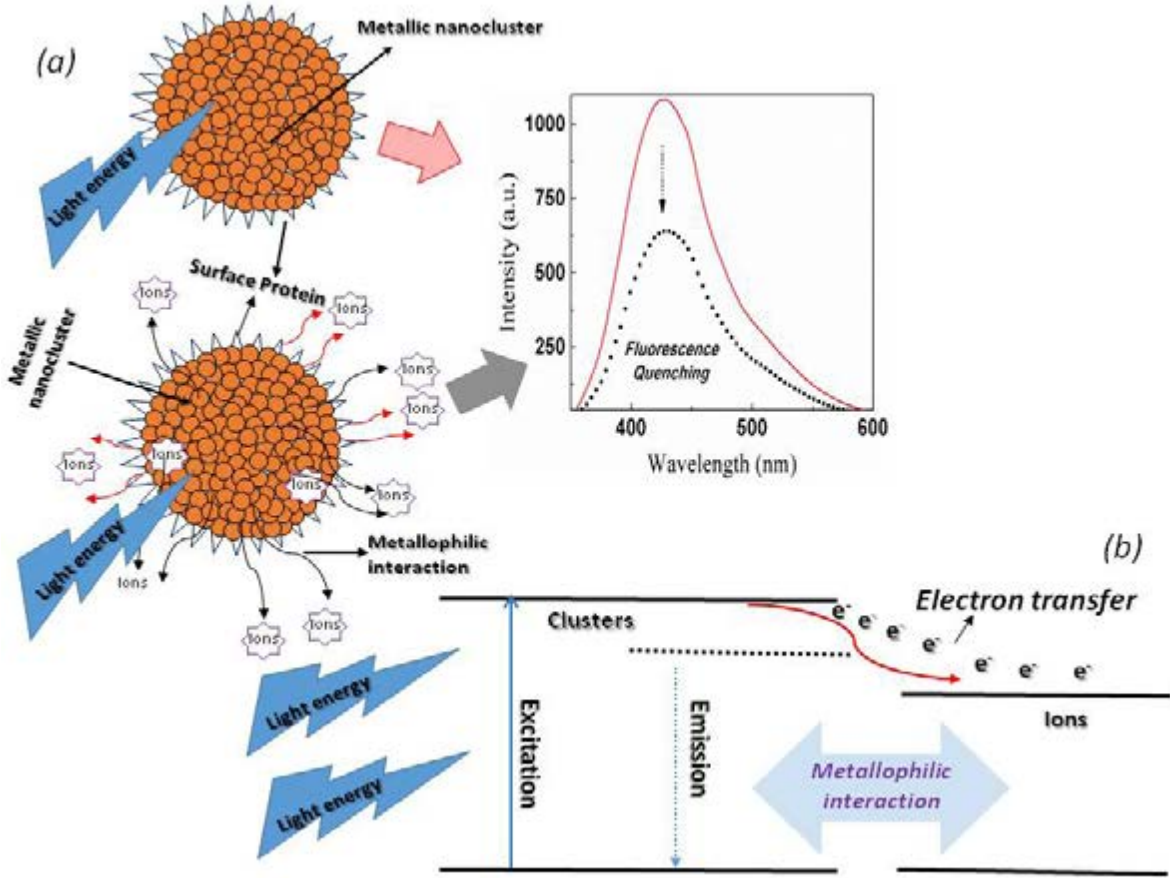 (a)
Metallic nanocluster
Light energy
Surface Protein
Ions
Ions
Metallic
nanocluster
Ions
Ions
Ions
Ions
Ions
Ions
Light energy
Metallophilic
interaction
Ions
Ions
Ions
1000
750
500
250
Intensity (a.u.)
Fluorescence
Quenching
400
500
600
Wavelength (nm)
(b)
Clusters
e-
e-
e-
e-
Electron transfer
e-
e-
e-
Ions
Light energy
Light energy
Excitation
Emission
Metallophilic
interaction